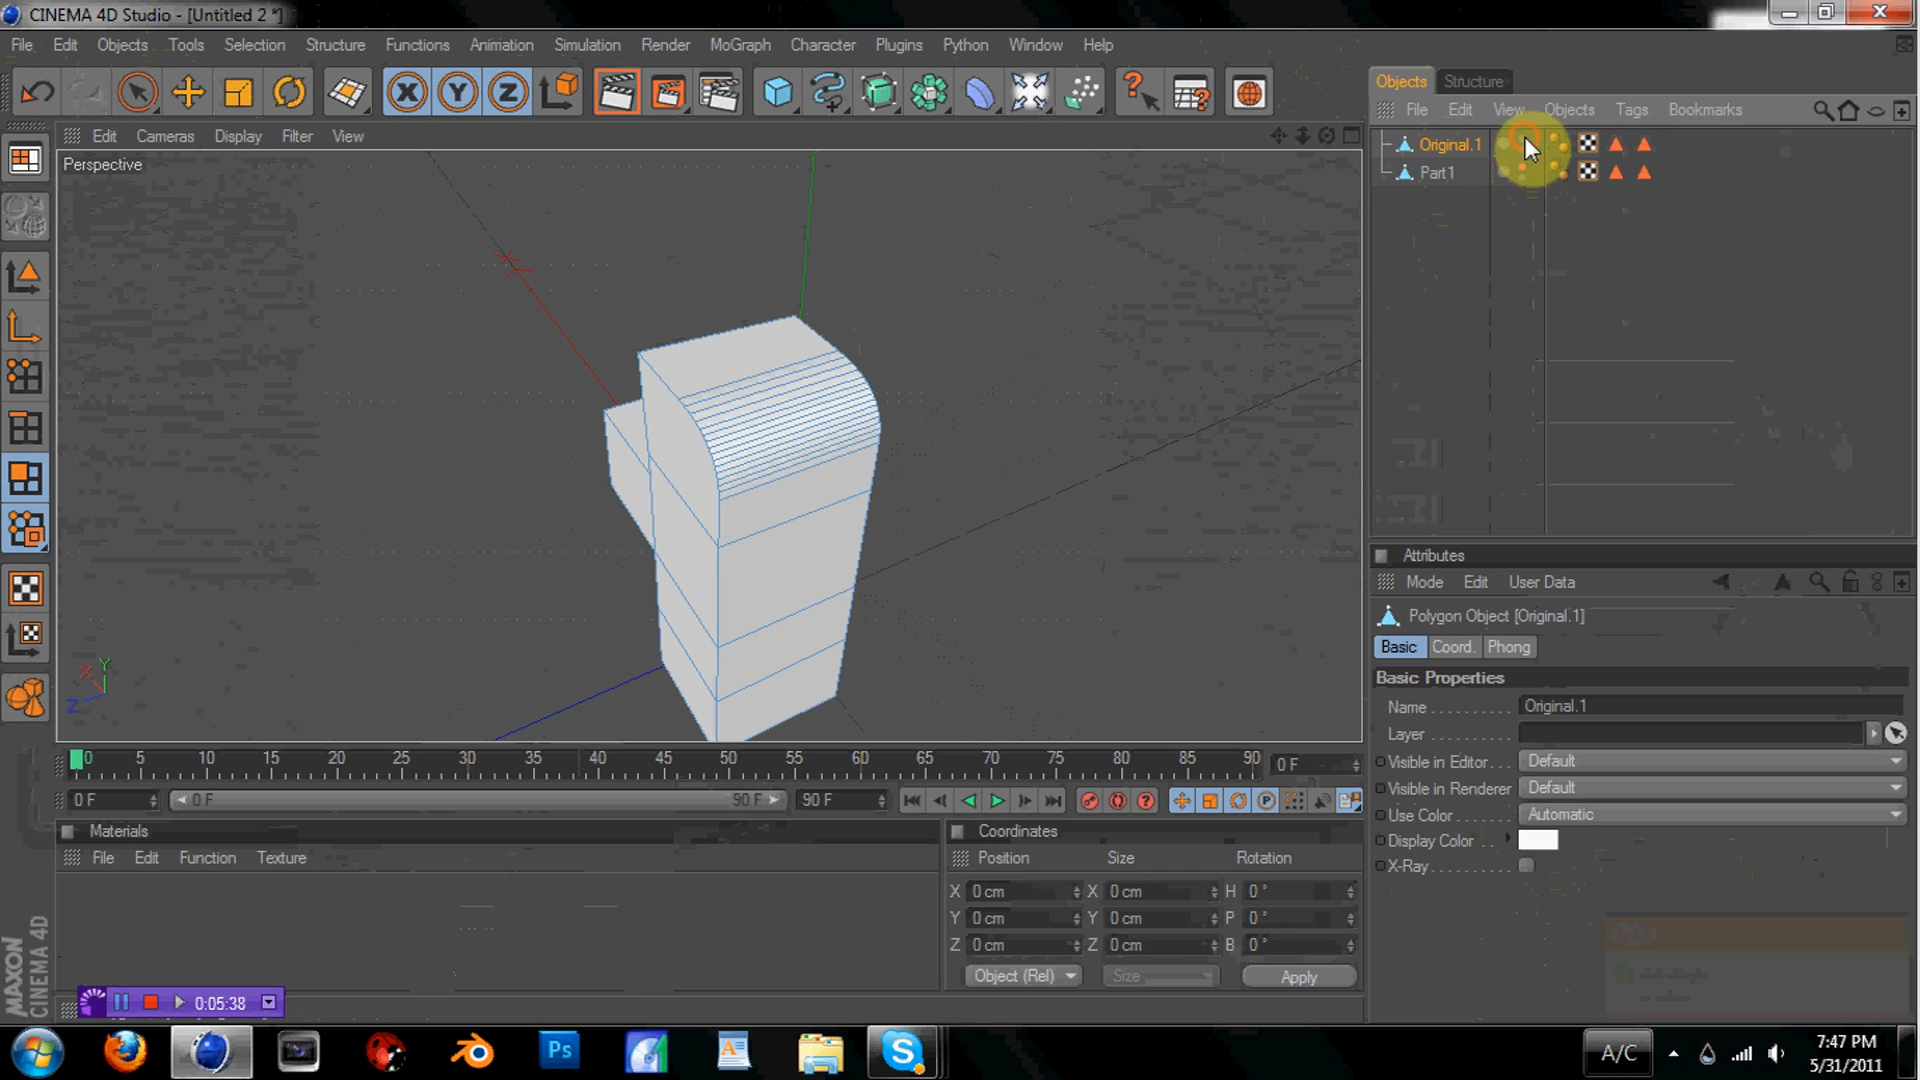 CINEMA 4D Studio - [Untitled 2 *]
File Edit Objects Tools Selection Structure Functions Animation Simulation Render MoGraph Character Plugins Python Window Help
Objects Structure
File Edit View Objects Tags Bookmarks
Edit Cameras Display Filter View
Original.1
Part1
Perspective
Attributes
Mode Edit User Data
Polygon Object [Original.1]
Basic Coord. Phong
Basic Properties
Name Original.1
Layer
Visible in Editor Default
Visible in Renderer Default
Use Color Automatic
Display Color
X-Ray
0 5 10 15 20 25 30 35 40 45 50 55 60 65 70 75 80 85 90 0 F
0 F 0 F 90 F 90 F
Materials
File Edit Function Texture
Coordinates
Position Size Rotation
X 0 cm X 0 cm H 0 °
Y 0 cm Y 0 cm P 0 °
Z 0 cm Z 0 cm B 0 °
Object (Rel) Size Apply
MAXON CINEMA 4D
0:05:38
Ps
A/C
7:47 PM
5/31/2011